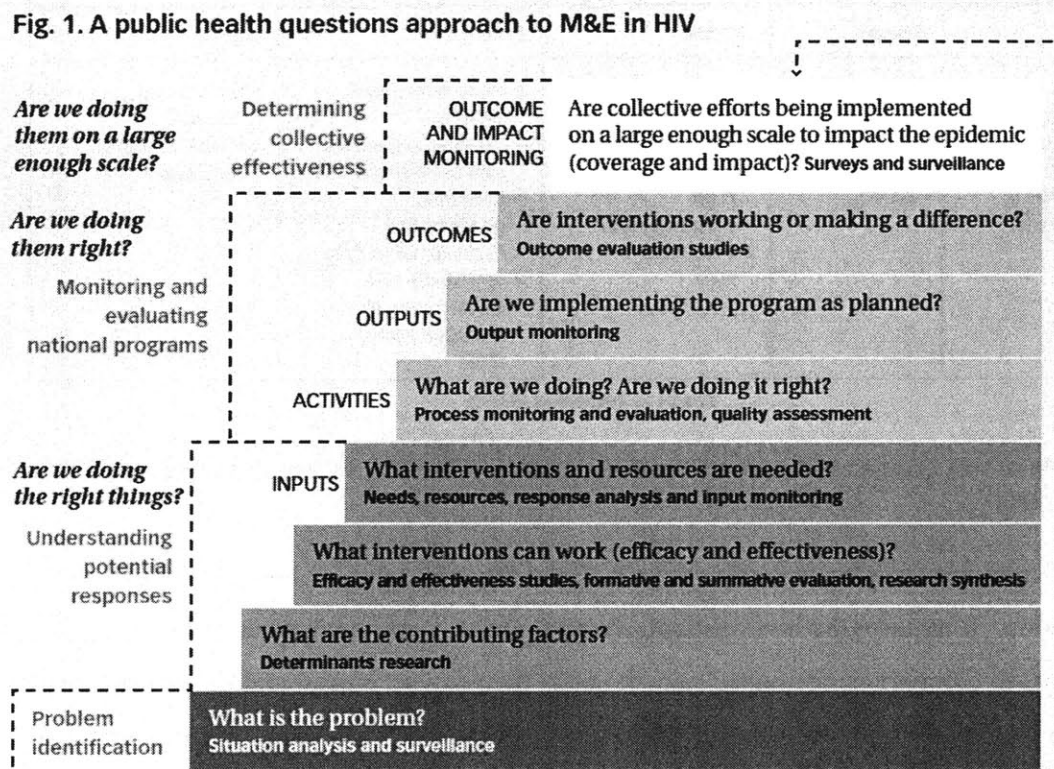 Fig. 1. A public health questions approach to M&E in HIV
Are we doing
them on a large
enough scale?
Determining
collective
effectiveness
OUTCOME
AND IMPACT
MONITORING
Are collective efforts being implemented
on a large enough scale to impact the epidemic
(coverage and impact)? Surveys and surveillance
Are we doing
them right?
Monitoring and
evaluating
national programs
OUTCOMES
Are interventions working or making a difference?
Outcome evaluation studies
OUTPUTS
Are we implementing the program as planned?
Output monitoring
ACTIVITIES
What are we doing? Are we doing it right?
Process monitoring and evaluation, quality assessment
Are we doing
the right things?
Understanding
potential
responses
INPUTS
What interventions and resources are needed?
Needs, resources, response analysis and input monitoring
What interventions can work (efficacy and effectiveness)?
Efficacy and effectiveness studies, formative and summative evaluation, research synthesis
What are the contributing factors?
Determinants research
Problem
identification
What is the problem?
Situation analysis and surveillance